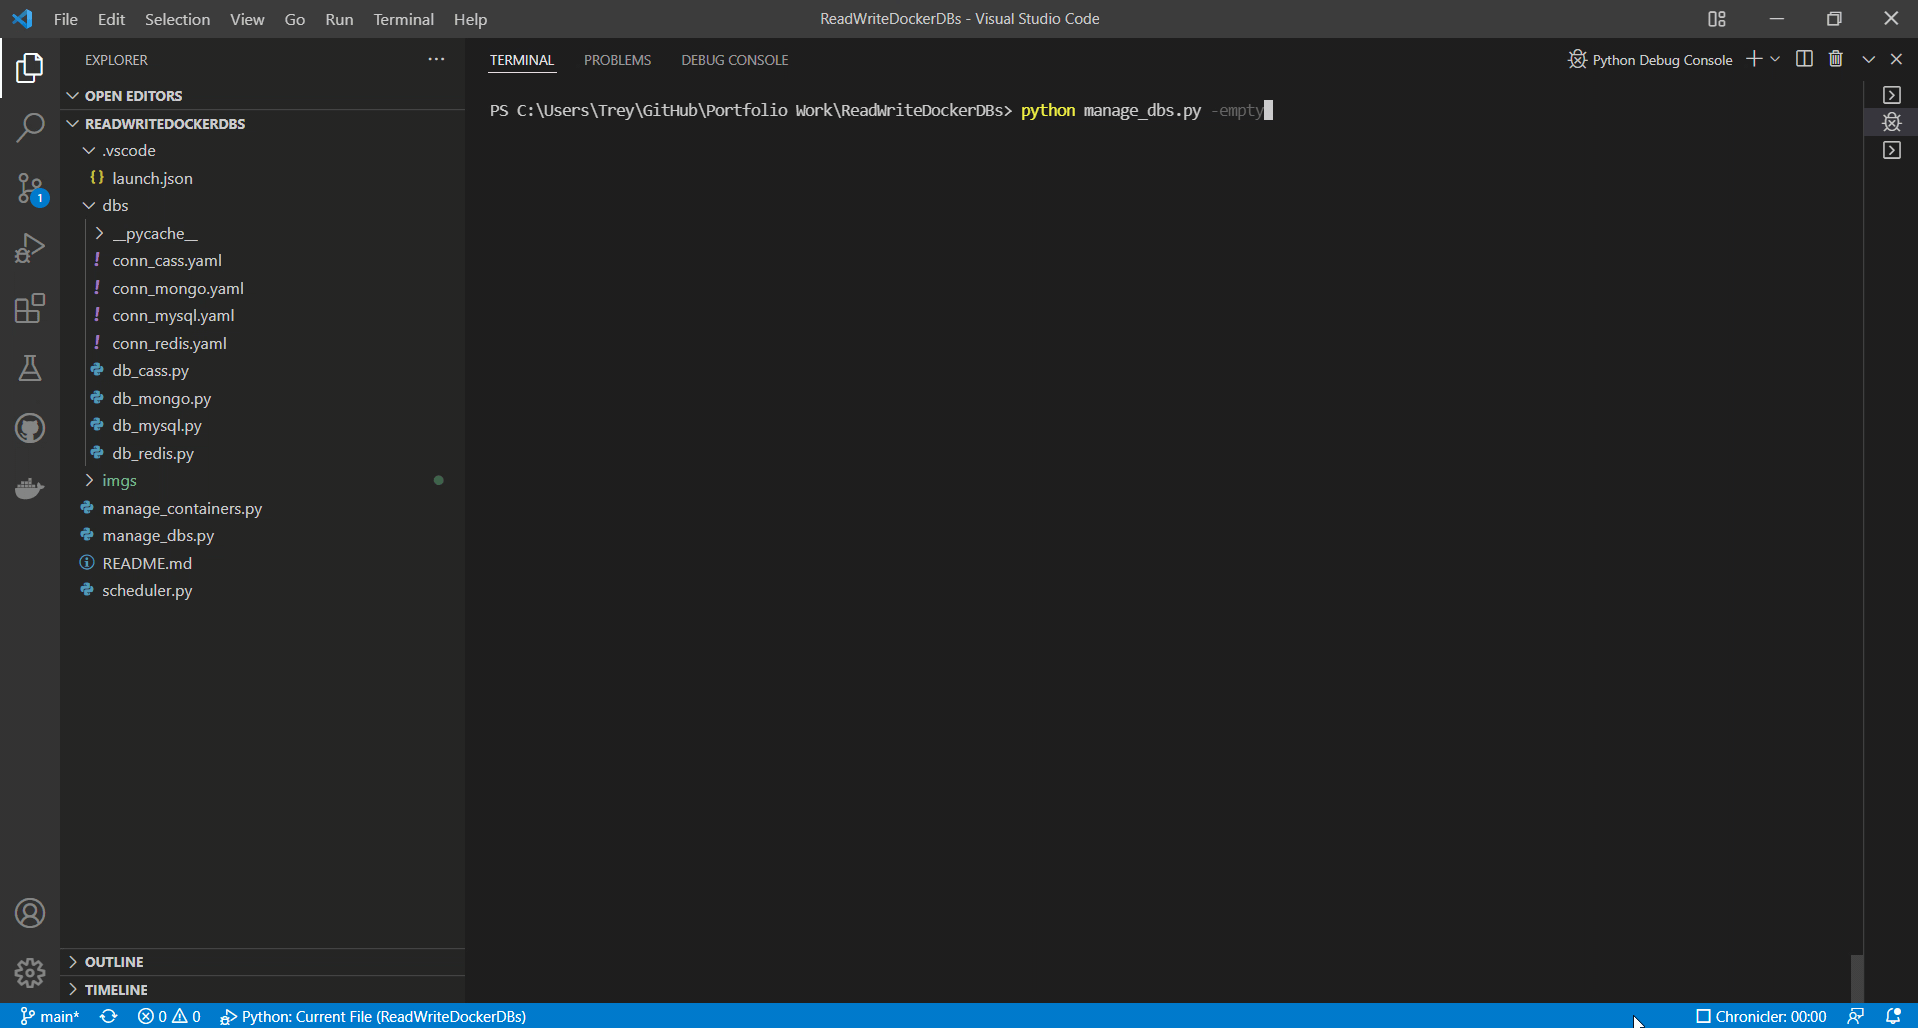 File Edit Selection View Go Run Terminal Help
ReadWriteDockerDBs - Visual Studio Code
EXPLORER
OPEN EDITORS
READWRITEDOCKERDBS
.vscode
{} launch.json
dbs
__pycache__
! conn_cass.yaml
! conn_mongo.yaml
! conn_mysql.yaml
! conn_redis.yaml
db_cass.py
db_mongo.py
db_mysql.py
db_redis.py
imgs
manage_containers.py
manage_dbs.py
README.md
scheduler.py
OUTLINE
TIMELINE
TERMINAL PROBLEMS DEBUG CONSOLE
Python Debug Console
PS C:\Users\Trey\GitHub\Portfolio Work\ReadWriteDockerDBs> python manage_dbs.py -empty
1
main* 0 0 Python: Current File (ReadWriteDockerDBs)
Chronicler: 00:00